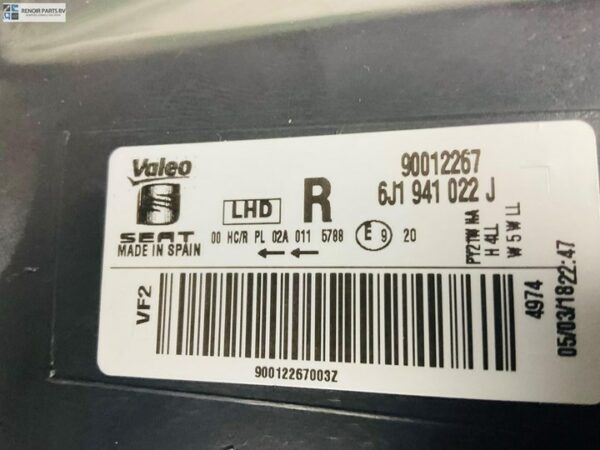 RENOIR PARTS BV
Valeo
SEAT
MADE IN SPAIN
LHD
R
90012267
6J1 941 022 J
00 HC/R PL 02A 011 5788
E 9 20
PY21W HA
H 4LL
W 5 W LL
VF2
4974
05/03/18 22:47
90012267003Z